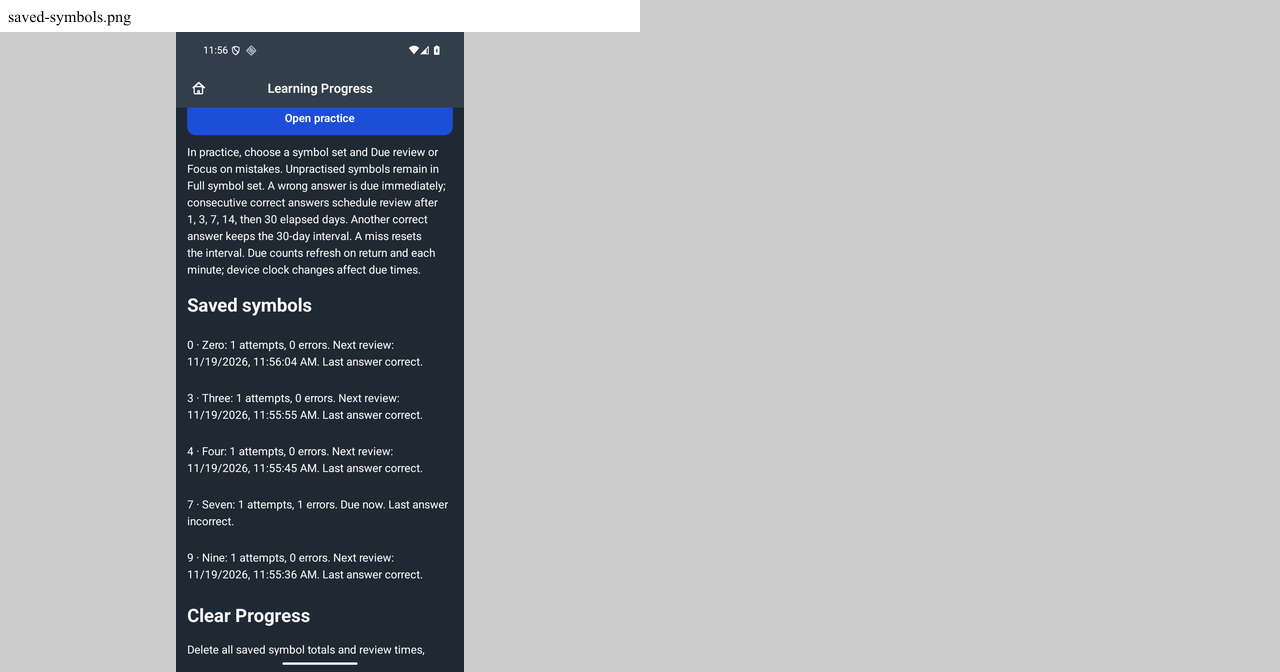 saved-symbols.png
11:56
Learning Progress
Open practice
In practice, choose a symbol set and Due review or
Focus on mistakes. Unpractised symbols remain in
Full symbol set. A wrong answer is due immediately;
consecutive correct answers schedule review after
1, 3, 7, 14, then 30 elapsed days. Another correct
answer keeps the 30-day interval. A miss resets
the interval. Due counts refresh on return and each
minute; device clock changes affect due times.
Saved symbols
0 · Zero: 1 attempts, 0 errors. Next review:
11/19/2026, 11:56:04 AM. Last answer correct.
3 · Three: 1 attempts, 0 errors. Next review:
11/19/2026, 11:55:55 AM. Last answer correct.
4 · Four: 1 attempts, 0 errors. Next review:
11/19/2026, 11:55:45 AM. Last answer correct.
7 · Seven: 1 attempts, 1 errors. Due now. Last answer
incorrect.
9 · Nine: 1 attempts, 0 errors. Next review:
11/19/2026, 11:55:36 AM. Last answer correct.
Clear Progress
Delete all saved symbol totals and review times,